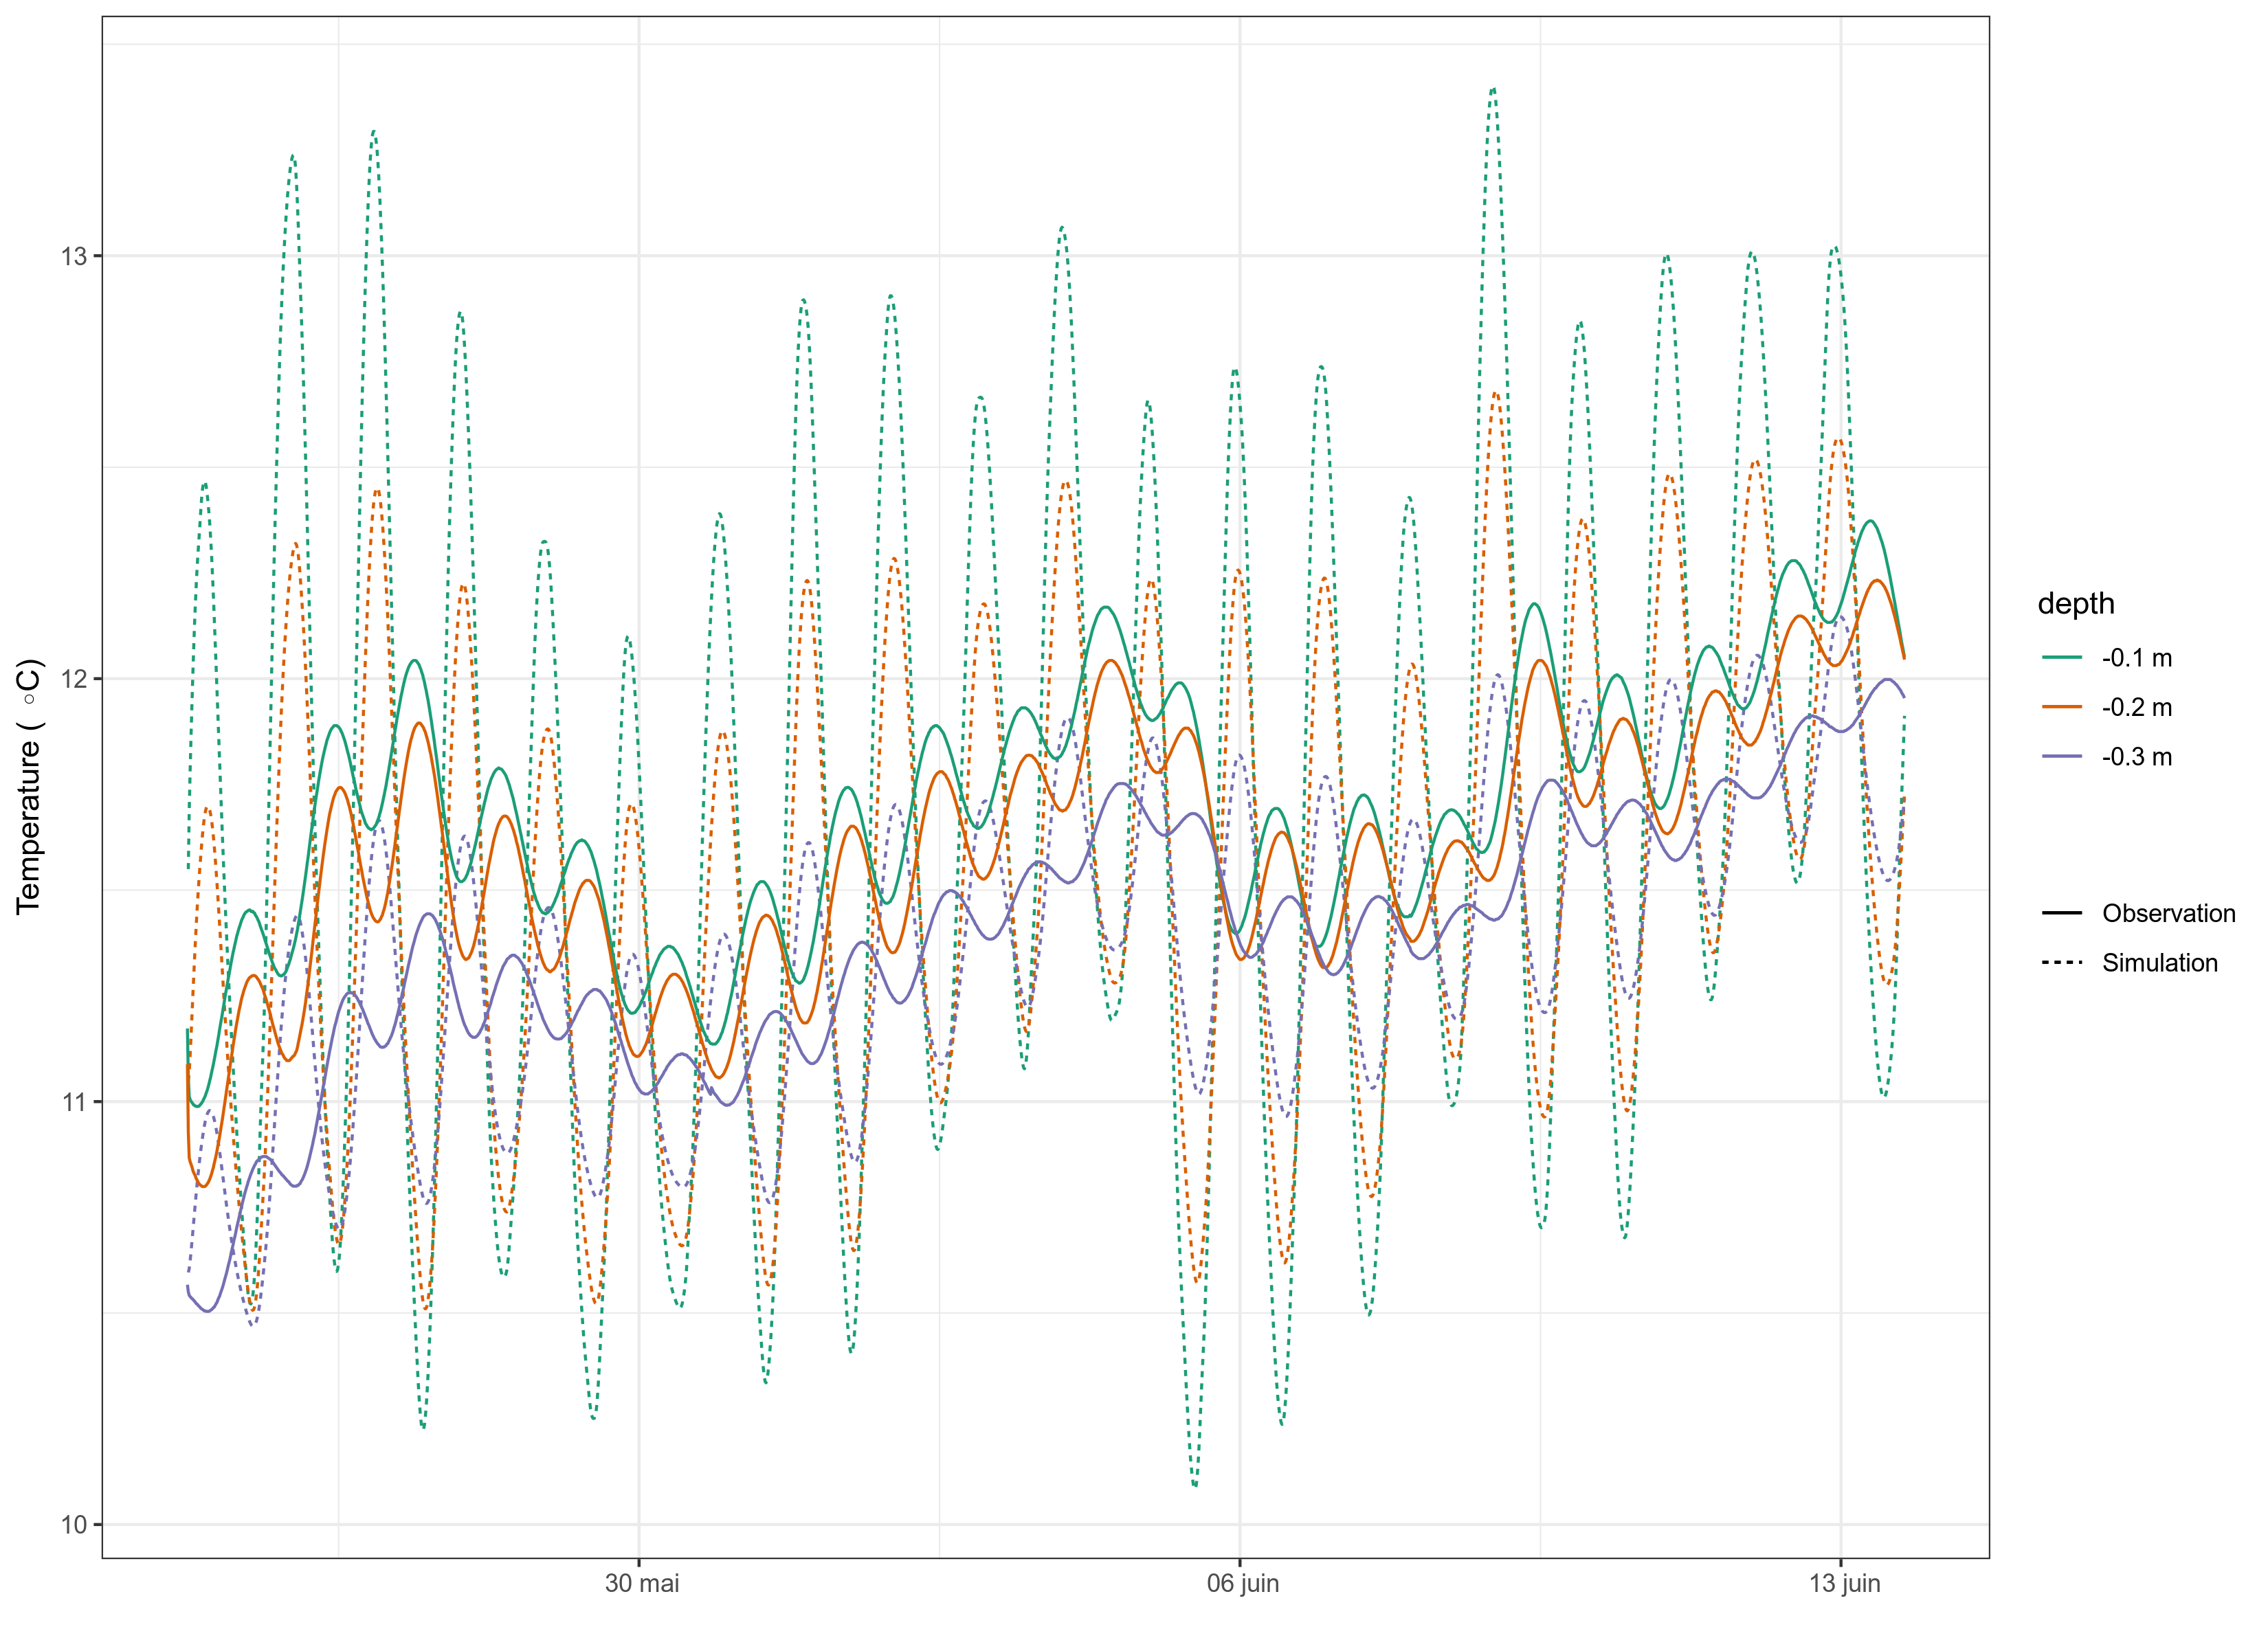 Temperature ( ∘C)
13
12
11
10
30 mai
06 juin
13 juin
depth
-0.1 m
-0.2 m
-0.3 m
Observation
Simulation